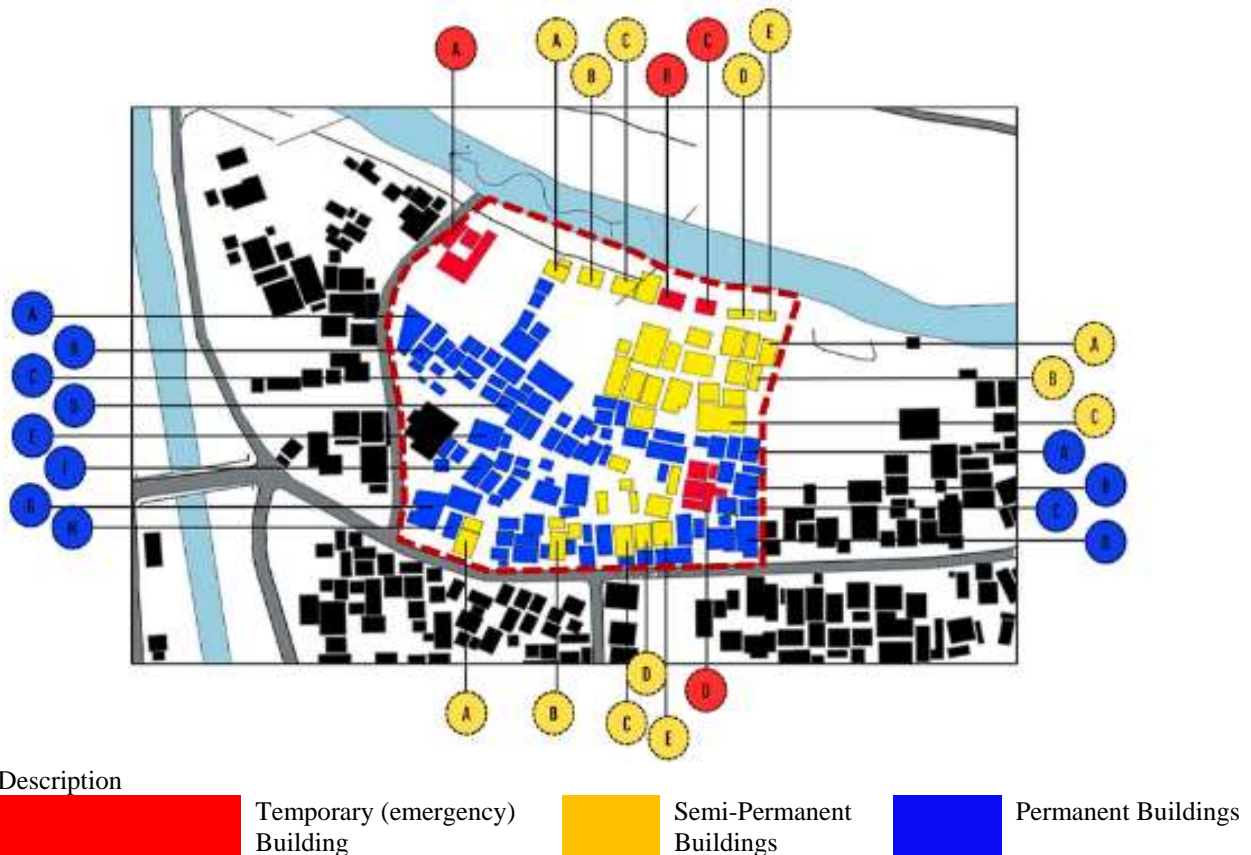 A
A
B
C
C
D
E
A
C
D
E
A
B
C
A
C
A
B
C
D
E
D
Description
Temporary (emergency)
Building
Semi-Permanent
Buildings
Permanent Buildings